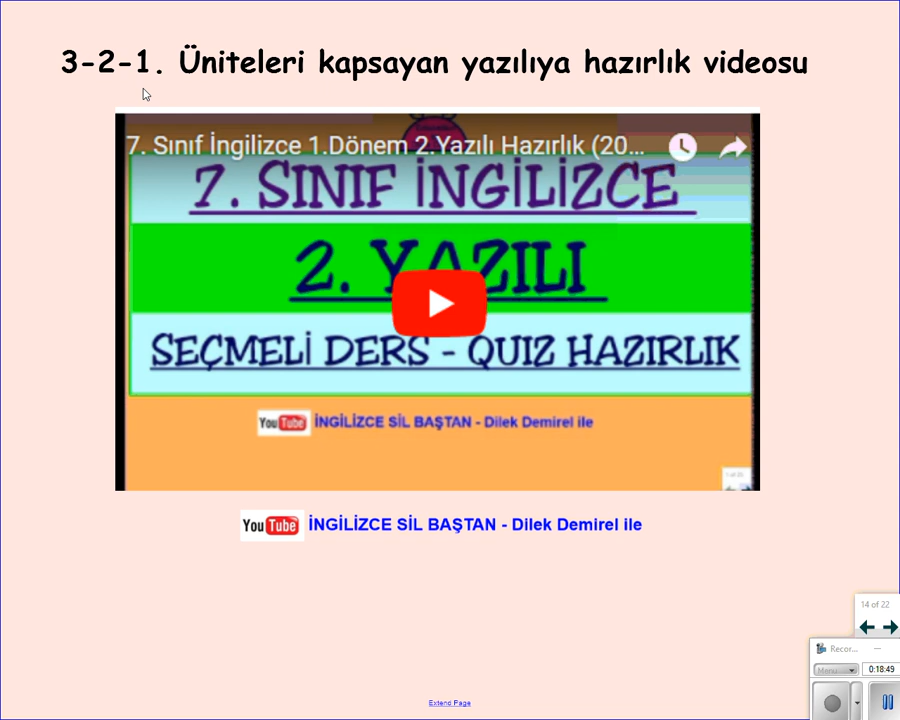 3-2-1. Üniteleri kapsayan yazılıya hazırlık videosu
7. Sınıf İngilizce 1.Dönem 2.Yazılı Hazırlık (20...
7. SINIF İNGİLİZCE
2. YAZILI
SEÇMELİ DERS - QUIZ HAZIRLIK
YouTube İNGİLİZCE SİL BAŞTAN - Dilek Demirel ile
YouTube İNGİLİZCE SİL BAŞTAN - Dilek Demirel ile
14 of 22
Recor...
Menu
0:18:49
Extend Page